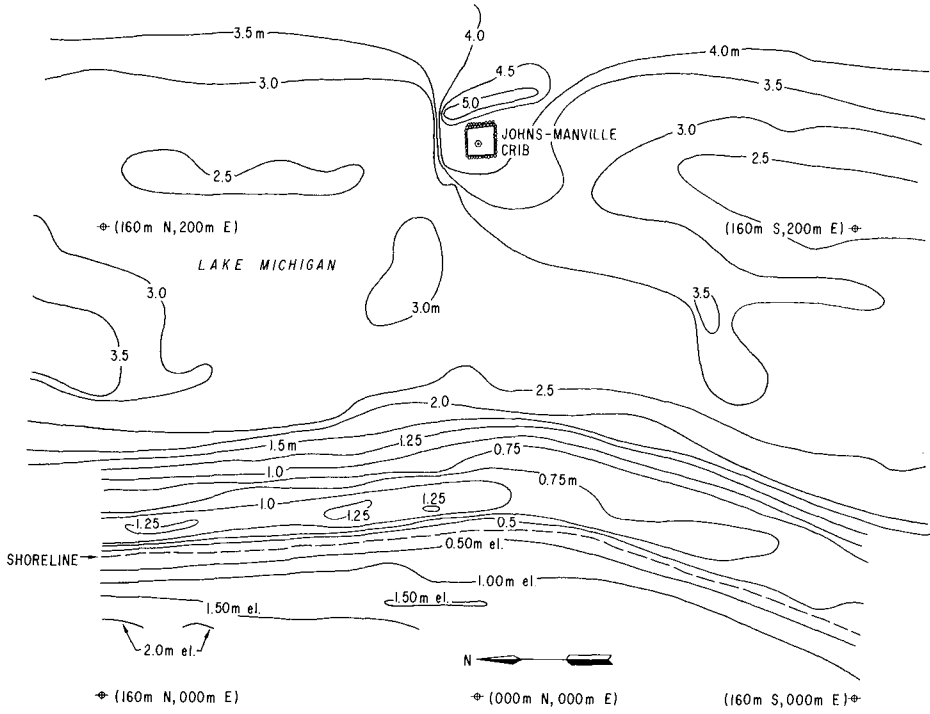 3.5 m
4.0
4.5
4.0 m
3.0
5.0
3.5
JOHNS-MANVILLE
CRIB
3.0
2.5
2.5
(160m N, 200m E)
(160m S, 200m E)
LAKE MICHIGAN
3.0
3.0m
3.5
3.5
2.5
2.0
1.5 m
1.25
0.75
1.0
0.75m
1.0
1.25
1.25
1.25
0.5
SHORELINE
0.50m el.
1.00m el.
1.50m el.
1.50m el.
2.0m el.
N
(160m N, 000m E)
(000m N, 000m E)
(160m S, 000m E)